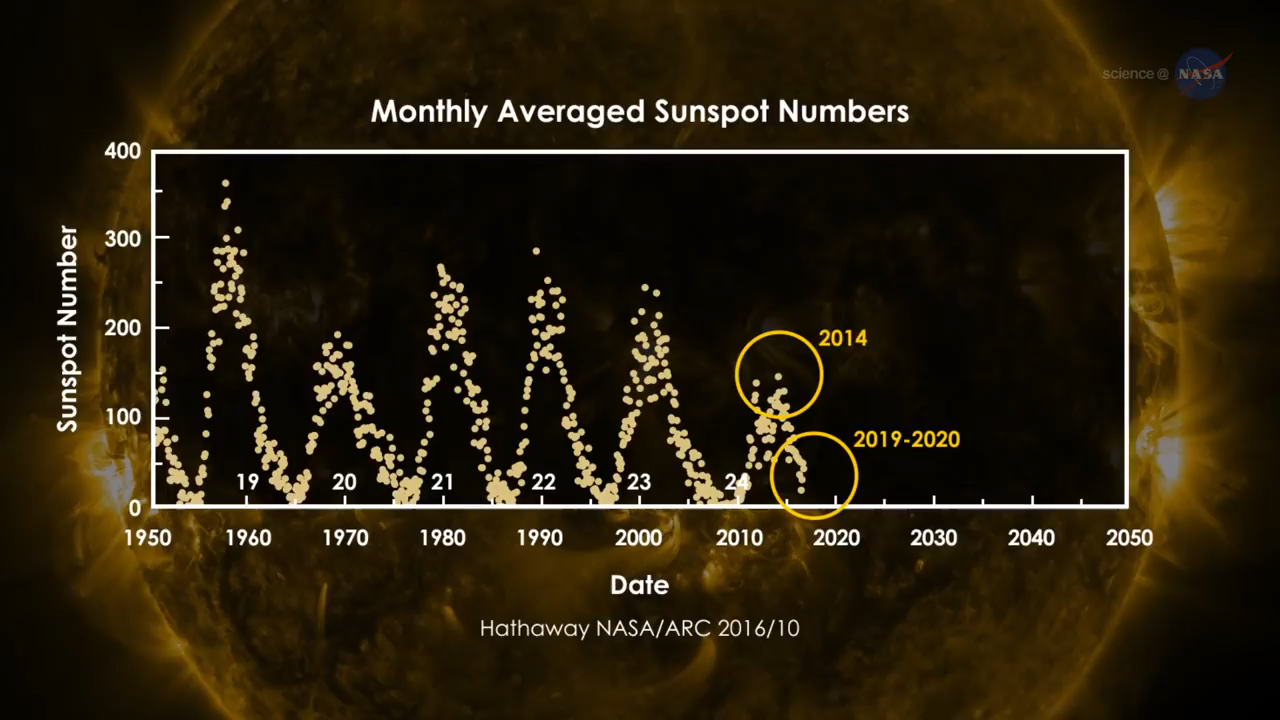 science@ NASA
Monthly Averaged Sunspot Numbers
400
300
200
100
0
Sunspot Number
2014
2019-2020
19 20 21 22 23 24
1950 1960 1970 1980 1990 2000 2010 2020 2030 2040 2050
Date
Hathaway NASA/ARC 2016/10